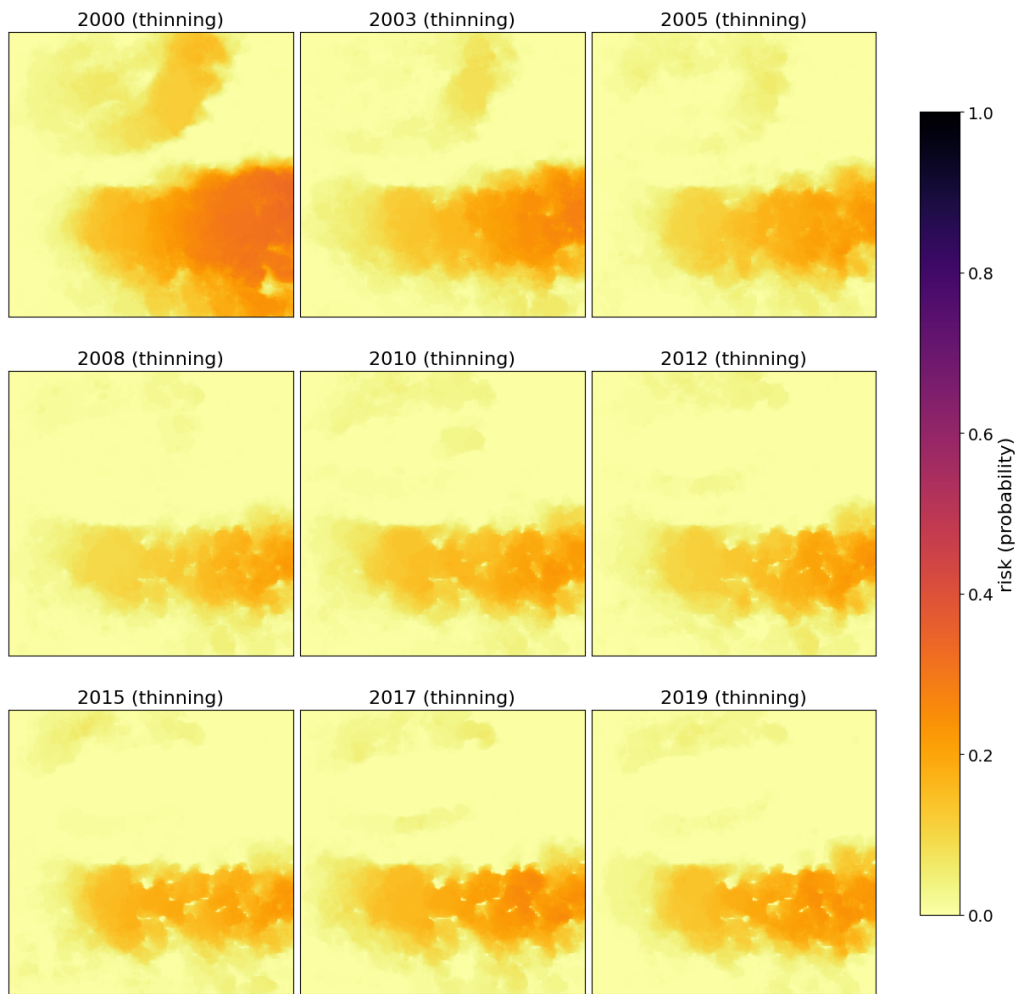 2000 (thinning)
2003 (thinning)
2005 (thinning)
2008 (thinning)
2010 (thinning)
2012 (thinning)
2015 (thinning)
2017 (thinning)
2019 (thinning)
1.0
0.8
0.6
0.4
0.2
0.0
risk (probability)